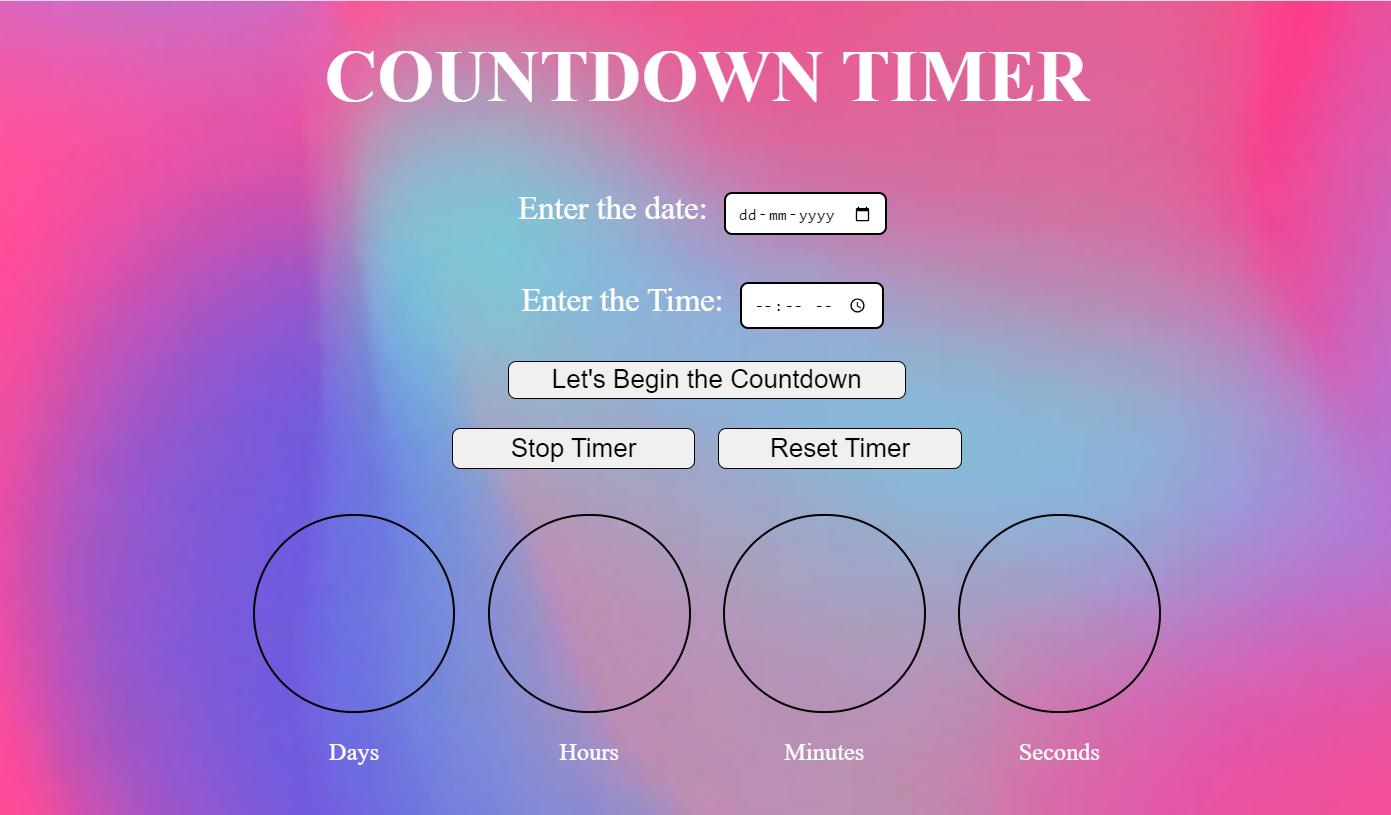 COUNTDOWN TIMER
Enter the date: dd-mm-yyyy
Enter the Time: --:-- --
Let's Begin the Countdown
Stop Timer Reset Timer
Days Hours Minutes Seconds